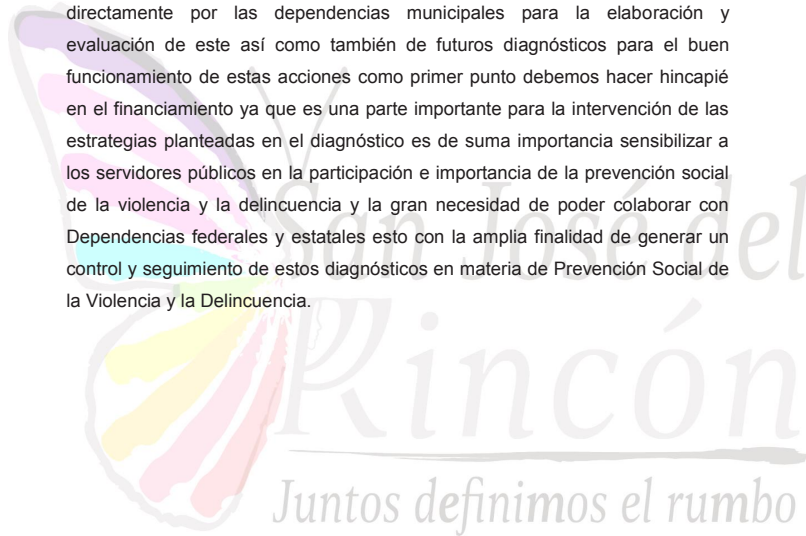 directamente por las dependencias municipales para la elaboración y
evaluación de este así como también de futuros diagnósticos para el buen
funcionamiento de estas acciones como primer punto debemos hacer hincapié
en el financiamiento ya que es una parte importante para la intervención de las
estrategias planteadas en el diagnóstico es de suma importancia sensibilizar a
los servidores públicos en la participación e importancia de la prevención social
de la violencia y la delincuencia y la gran necesidad de poder colaborar con
Dependencias federales y estatales esto con la amplia finalidad de generar un
control y seguimiento de estos diagnósticos en materia de Prevención Social de
la Violencia y la Delincuencia.
San José del
Rincón
Juntos definimos el rumbo